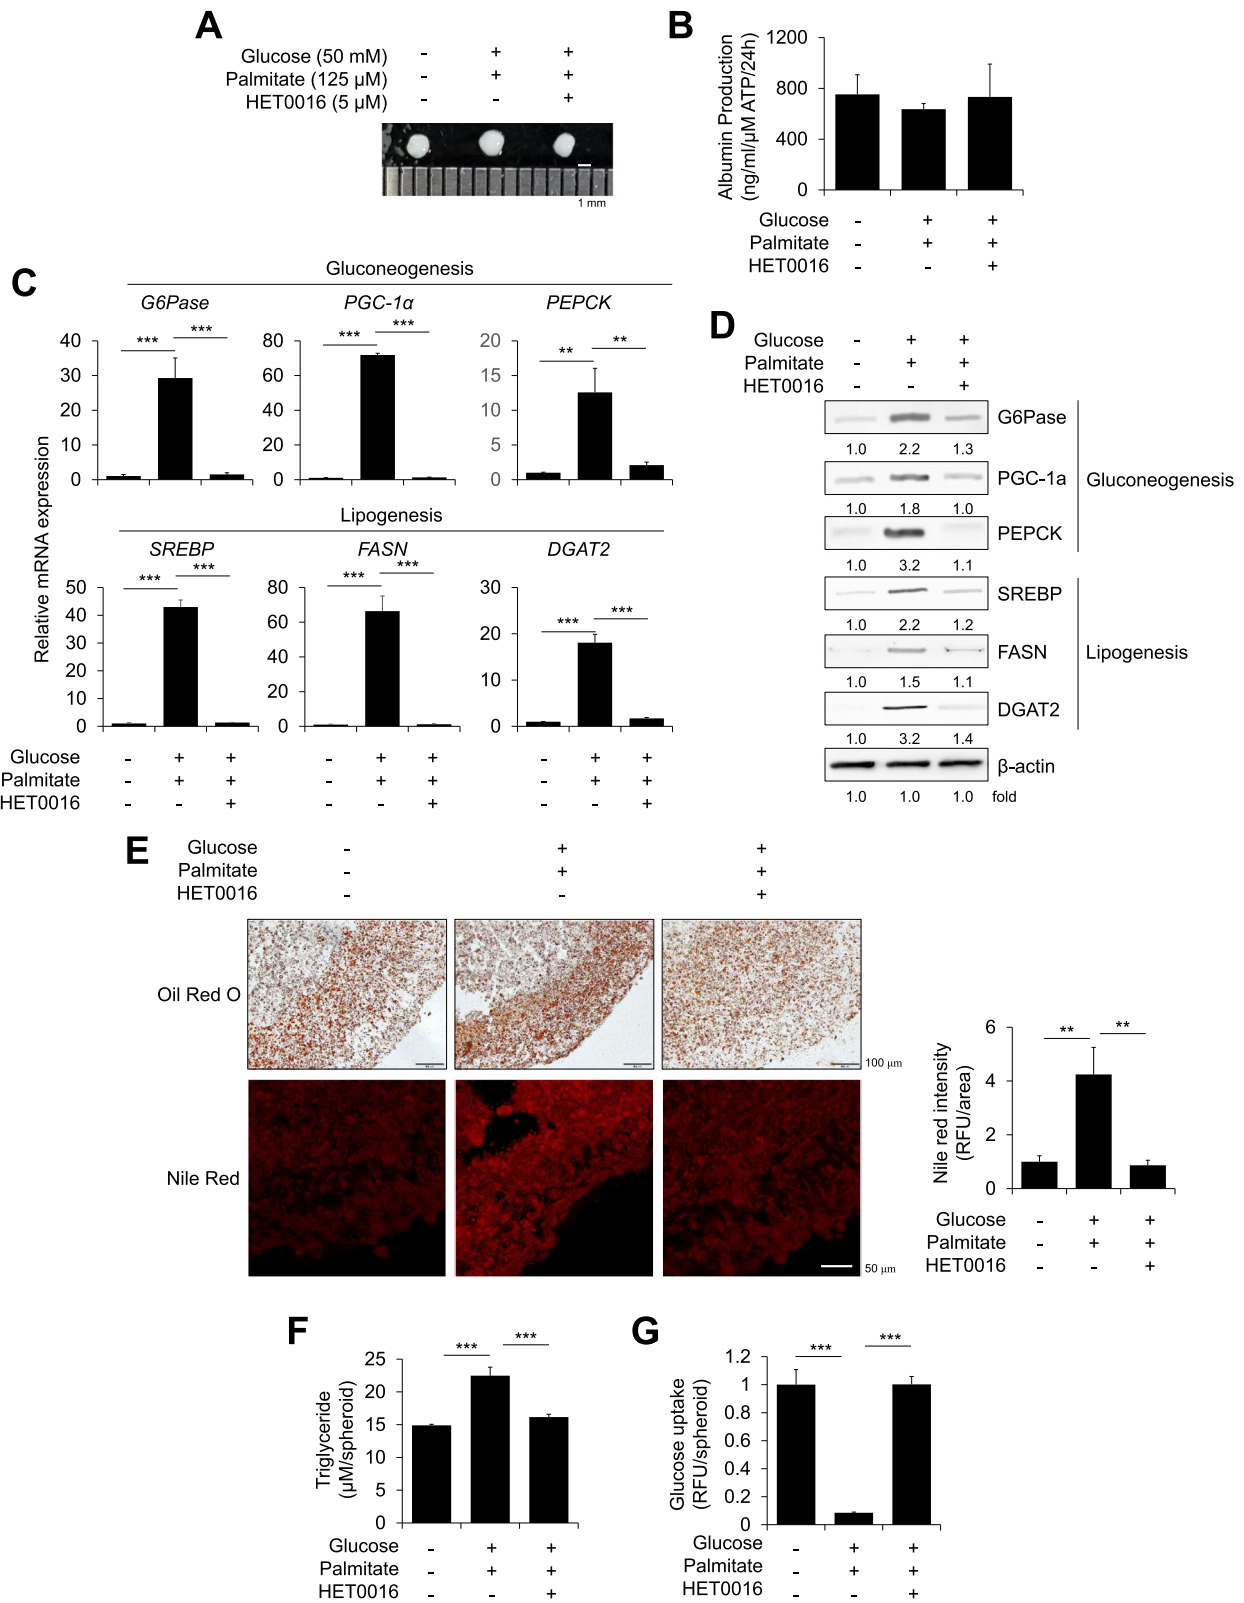 A
Glucose (50 mM) - + +
Palmitate (125 µM) - + +
HET0016 (5 µM) - - +
1 mm
B
Albumin Production
(ng/ml/µM ATP/24h)
1200
800
400
0
Glucose - + +
Palmitate - + +
HET0016 - - +
C
Relative mRNA expression
Gluconeogenesis
G6Pase PGC-1α PEPCK
*** *** *** *** ** **
40 80 20
30 60 15
20 40 10
10 20 5
0 0 0
Lipogenesis
SREBP FASN DGAT2
*** *** *** *** *** ***
50 80 30
40 60 20
30 40 10
20 20 0
10 0
0
Glucose - + + - + + - + +
Palmitate - + + - + + - + +
HET0016 - - + - - + - - +
D
Glucose - + +
Palmitate - + +
HET0016 - - +
G6Pase
1.0 2.2 1.3
PGC-1a
1.0 1.8 1.0
PEPCK
1.0 3.2 1.1
Gluconeogenesis
SREBP
1.0 2.2 1.2
FASN
1.0 1.5 1.1
DGAT2
1.0 3.2 1.4
Lipogenesis
β-actin
1.0 1.0 1.0 fold
E
Glucose - + +
Palmitate - + +
HET0016 - - +
Oil Red O
100 µm
Nile Red
50 µm
Nile red intensity
(RFU/area)
** **
6
4
2
0
Glucose - + +
Palmitate - + +
HET0016 - - +
F
Triglyceride
(µM/spheroid)
*** ***
25
20
15
10
5
0
Glucose - + +
Palmitate - + +
HET0016 - - +
G
Glucose uptake
(RFU/spheroid)
*** ***
1.2
1
0.8
0.6
0.4
0.2
0
Glucose - + +
Palmitate - + +
HET0016 - - +